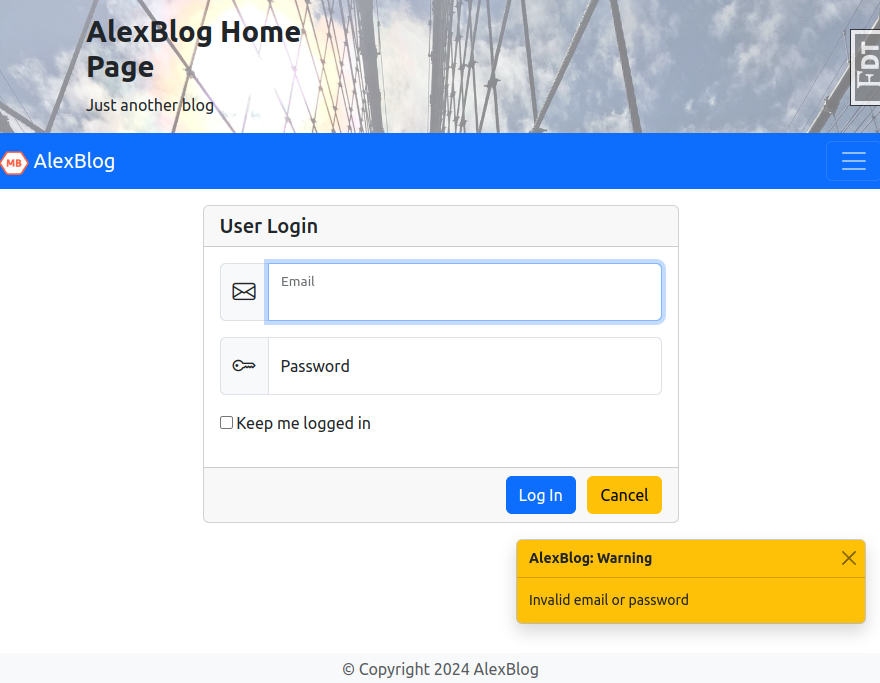 AlexBlog Home
Page
Just another blog
FDT
MB AlexBlog
User Login
Email
Password
Keep me logged in
Log In
Cancel
AlexBlog: Warning
Invalid email or password
© Copyright 2024 AlexBlog